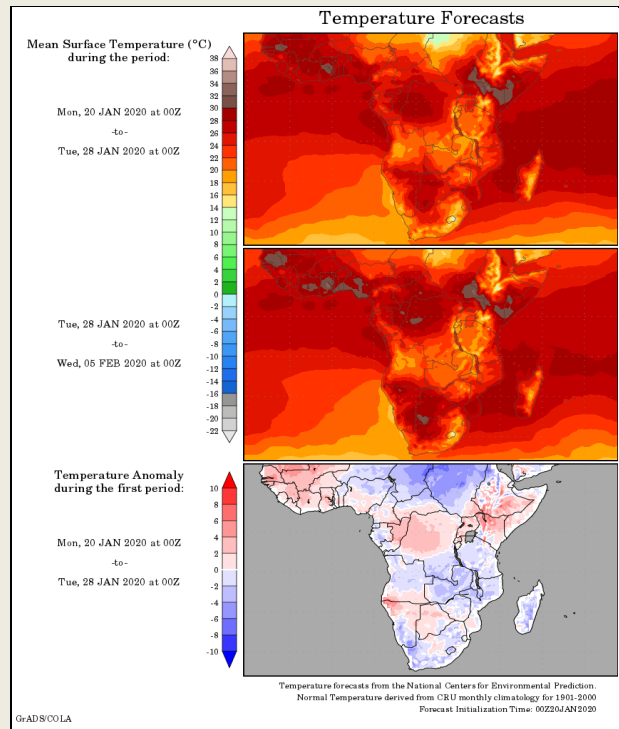 Temperature Forecasts
Mean Surface Temperature (°C)
during the period:
Mon, 20 JAN 2020 at 00Z
-to-
Tue, 28 JAN 2020 at 00Z
38
36
34
32
30
28
26
24
22
20
18
16
14
12
10
8
6
4
2
0
-2
-4
-6
-8
-10
-12
-14
-16
-18
-20
-22
Tue, 28 JAN 2020 at 00Z
-to-
Wed, 05 FEB 2020 at 00Z
Temperature Anomaly
during the first period:
Mon, 20 JAN 2020 at 00Z
-to-
Tue, 28 JAN 2020 at 00Z
10
8
6
4
2
0
-2
-4
-6
-8
-10
Temperature forecasts from the National Centers for Environmental Prediction.
Normal Temperature derived from CRU monthly climatology for 1901-2000
Forecast Initialization Time: 00Z20JAN2020
GrADS/COLA